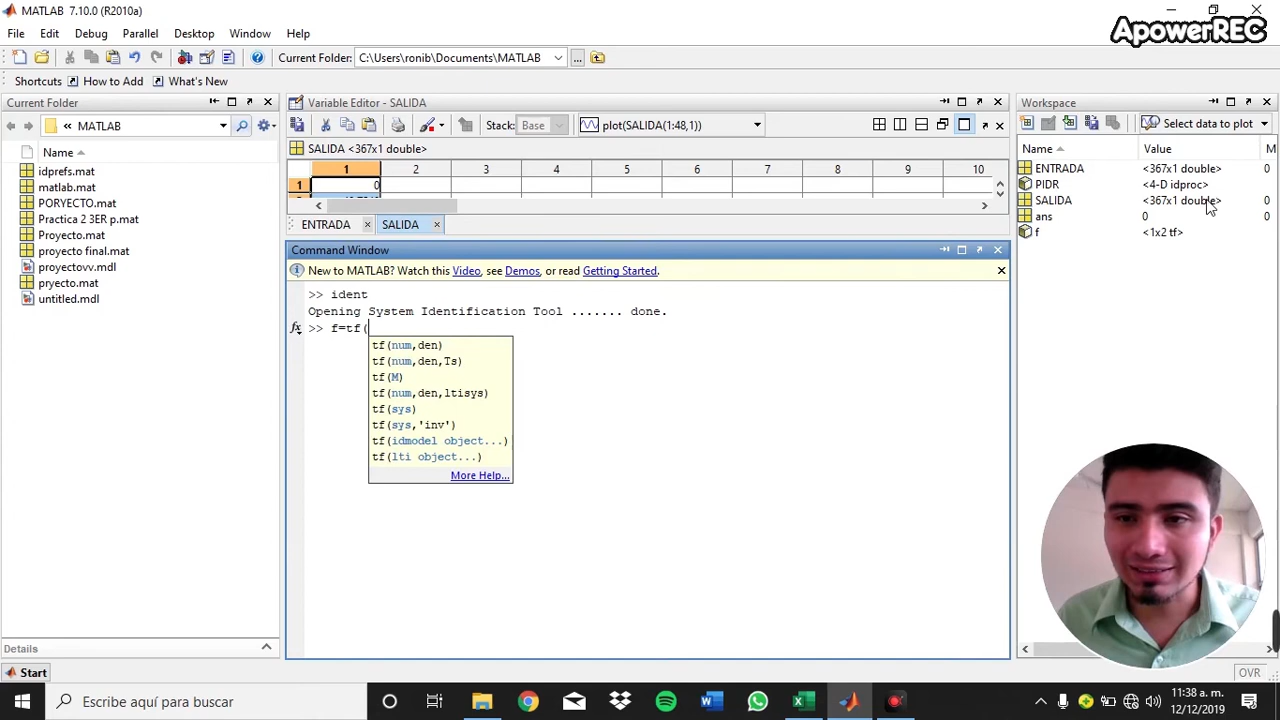 MATLAB 7.10.0 (R2010a)
ApowerREC
File Edit Debug Parallel Desktop Window Help
Current Folder: C:\Users\ronib\Documents\MATLAB
Shortcuts How to Add What's New
Current Folder
« MATLAB
Name
idprefs.mat
matlab.mat
PORYECTO.mat
Practica 2 3ER p.mat
Proyecto.mat
proyecto final.mat
proyectovv.mdl
pryecto.mat
untitled.mdl
Details
Variable Editor - SALIDA
Stack: Base plot(SALIDA(1:48,1))
SALIDA <367x1 double>
1 2 3 4 5 6 7 8 9 10
1 0
ENTRADA SALIDA
Command Window
New to MATLAB? Watch this Video, see Demos, or read Getting Started.
>> ident
Opening System Identification Tool ....... done.
fx >> f=tf(
tf(num,den)
tf(num,den,Ts)
tf(M)
tf(num,den,ltisys)
tf(sys)
tf(sys,'inv')
tf(idmodel object...)
tf(lti object...)
More Help...
Workspace
Select data to plot
Name Value M
ENTRADA <367x1 double> 0
PIDR <4-D idproc>
SALIDA <367x1 double> 0
ans 0 0
f <1x2 tf>
Start
OVR
Escribe aquí para buscar
11:38 a. m.
12/12/2019